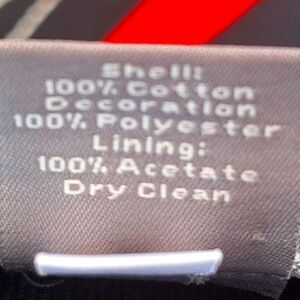 Shell:
100% Cotton
Decoration
100% Polyester
Lining:
100% Acetate
Dry Clean